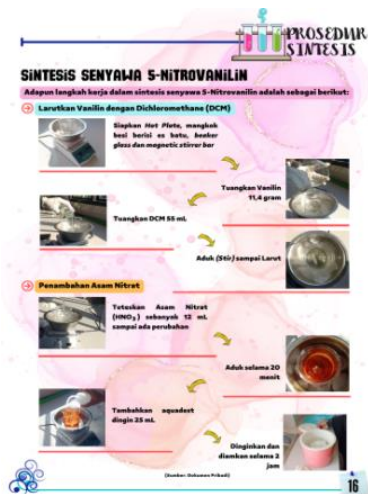 PROSEDUR
SINTESIS
SINTESIS SENYAWA 5-NITROVANILIN
Adapun langkah kerja dalam sintesis senyawa 5-Nitrovanilin adalah sebagai berikut:
Larutkan Vanilin dengan Dichloromethane (DCM)
Siapkan Hot Plate, mangkok
besi berisi es batu, beaker
glass dan magnetic stirrer bar
Tuangkan Vanilin
11,4 gram
Tuangkan DCM 55 mL
Aduk (Stir) sampai Larut
Penambahan Asam Nitrat
Teteskan Asam Nitrat
(HNO3) sebanyak 12 mL
sampai ada perubahan
Aduk selama 20
menit
Tambahkan aquadest
dingin 25 mL
Dinginkan dan
diamkan selama 2
jam
(Sumber: Dokumen Pribadi)
16